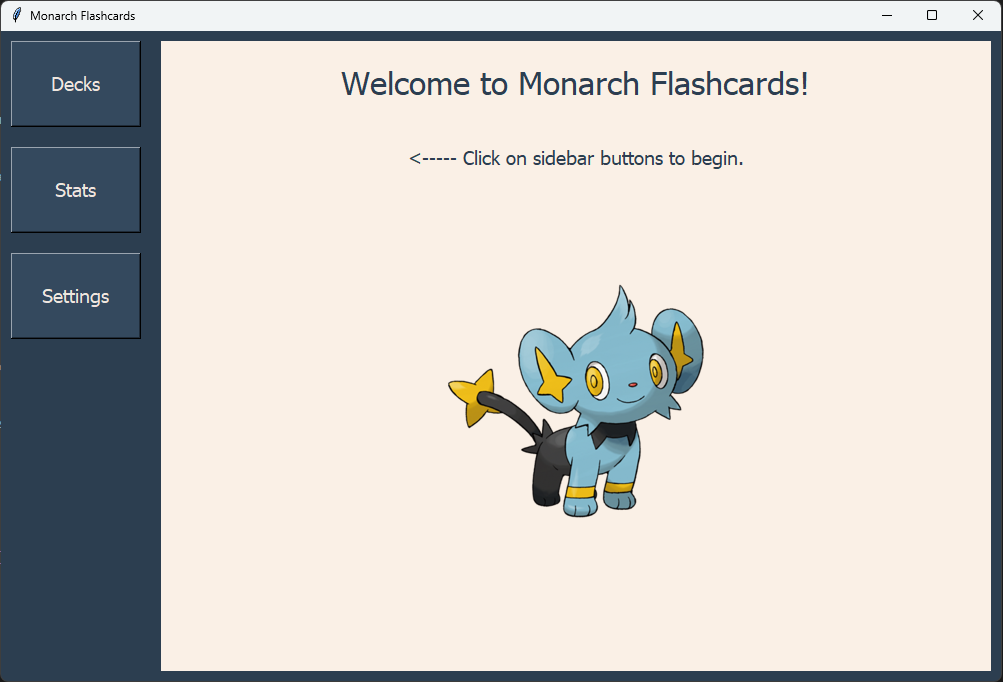 Monarch Flashcards
Decks
Stats
Settings
Welcome to Monarch Flashcards!
<----- Click on sidebar buttons to begin.